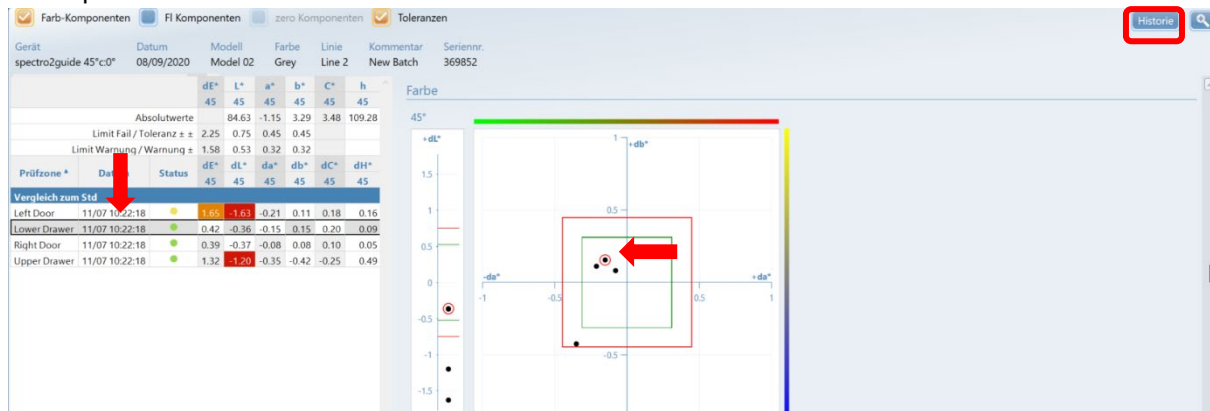 Farb-Komponenten Fl Komponenten zero Komponenten Toleranzen Historie
Gerät Datum Modell Farbe Linie Kommentar Seriennr.
spectro2guide 45°c:0° 08/09/2020 Model 02 Grey Line 2 New Batch 369852
dE* L* a* b* C* h
45 45 45 45 45 45
Absolutwerte 84.63 -1.15 3.29 3.48 109.28
Limit Fail / Toleranz ± ± 2.25 0.75 0.45 0.45
Limit Warnung / Warnung ± 1.58 0.53 0.32 0.32
Prüfzone Status dE* dL* da* db* dC* dH*
45 45 45 45 45 45
Vergleich zum Std
Left Door 11/07 10:22:18 1.65 -1.63 -0.21 0.11 0.18 0.16
Lower Drawer 11/07 10:22:18 0.42 -0.36 -0.15 0.15 0.20 0.09
Right Door 11/07 10:22:18 0.39 -0.37 -0.08 0.08 0.10 0.05
Upper Drawer 11/07 10:22:18 1.32 -1.20 -0.35 -0.42 -0.25 0.49
Farbe
45°
+dL*
1.5
1
0.5
0
-0.5
-1
-1.5
+db*
1
0.5
-da* +da*
-1 -0.5 0.5 1
-0.5